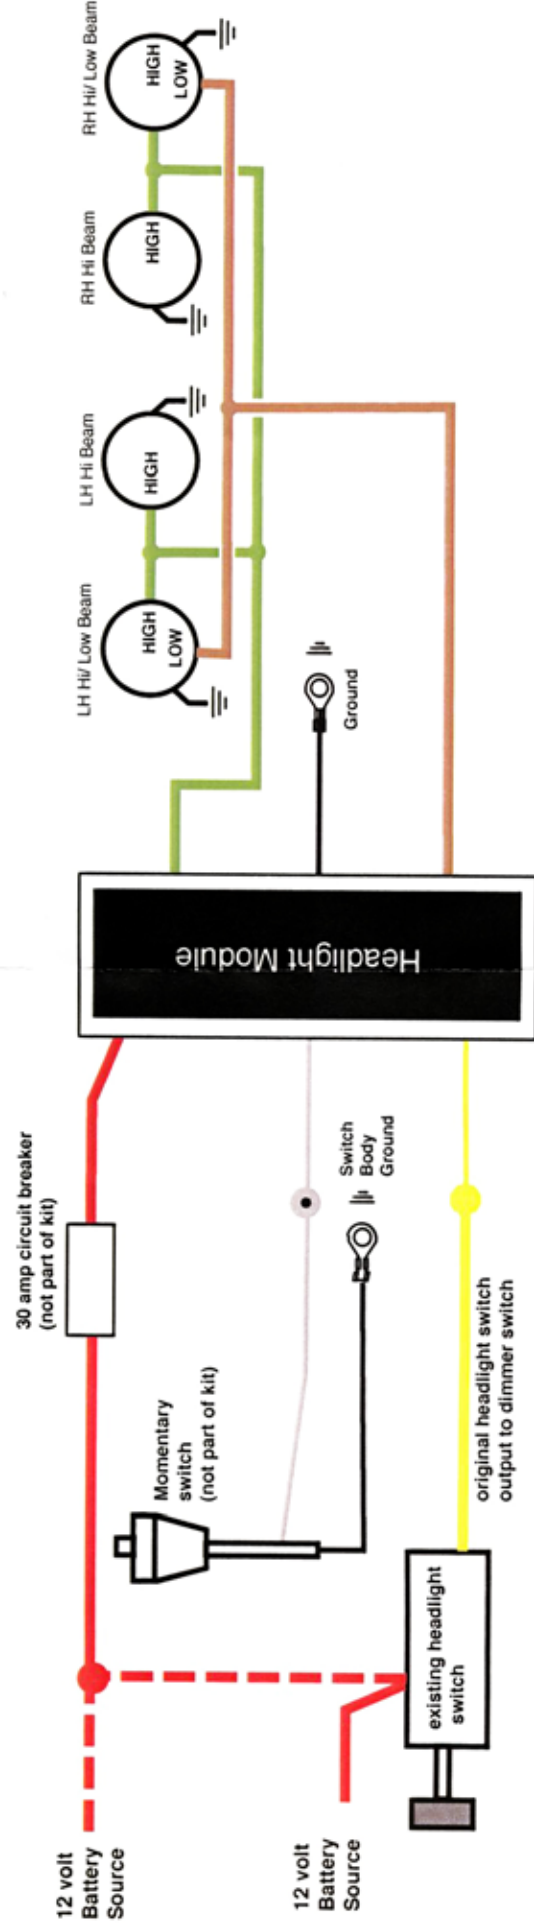 12 volt
Battery
Source
30 amp circuit breaker
(not part of kit)
Momentary
switch
(not part of kit)
12 volt
Battery
Source
existing headlight
switch
original headlight switch
output to dimmer switch
Switch
Body
Ground
Headlight Module
Ground
LH Hi/ Low Beam
HIGH
LOW
LH Hi Beam
HIGH
RH Hi Beam
HIGH
RH Hi/ Low Beam
HIGH
LOW